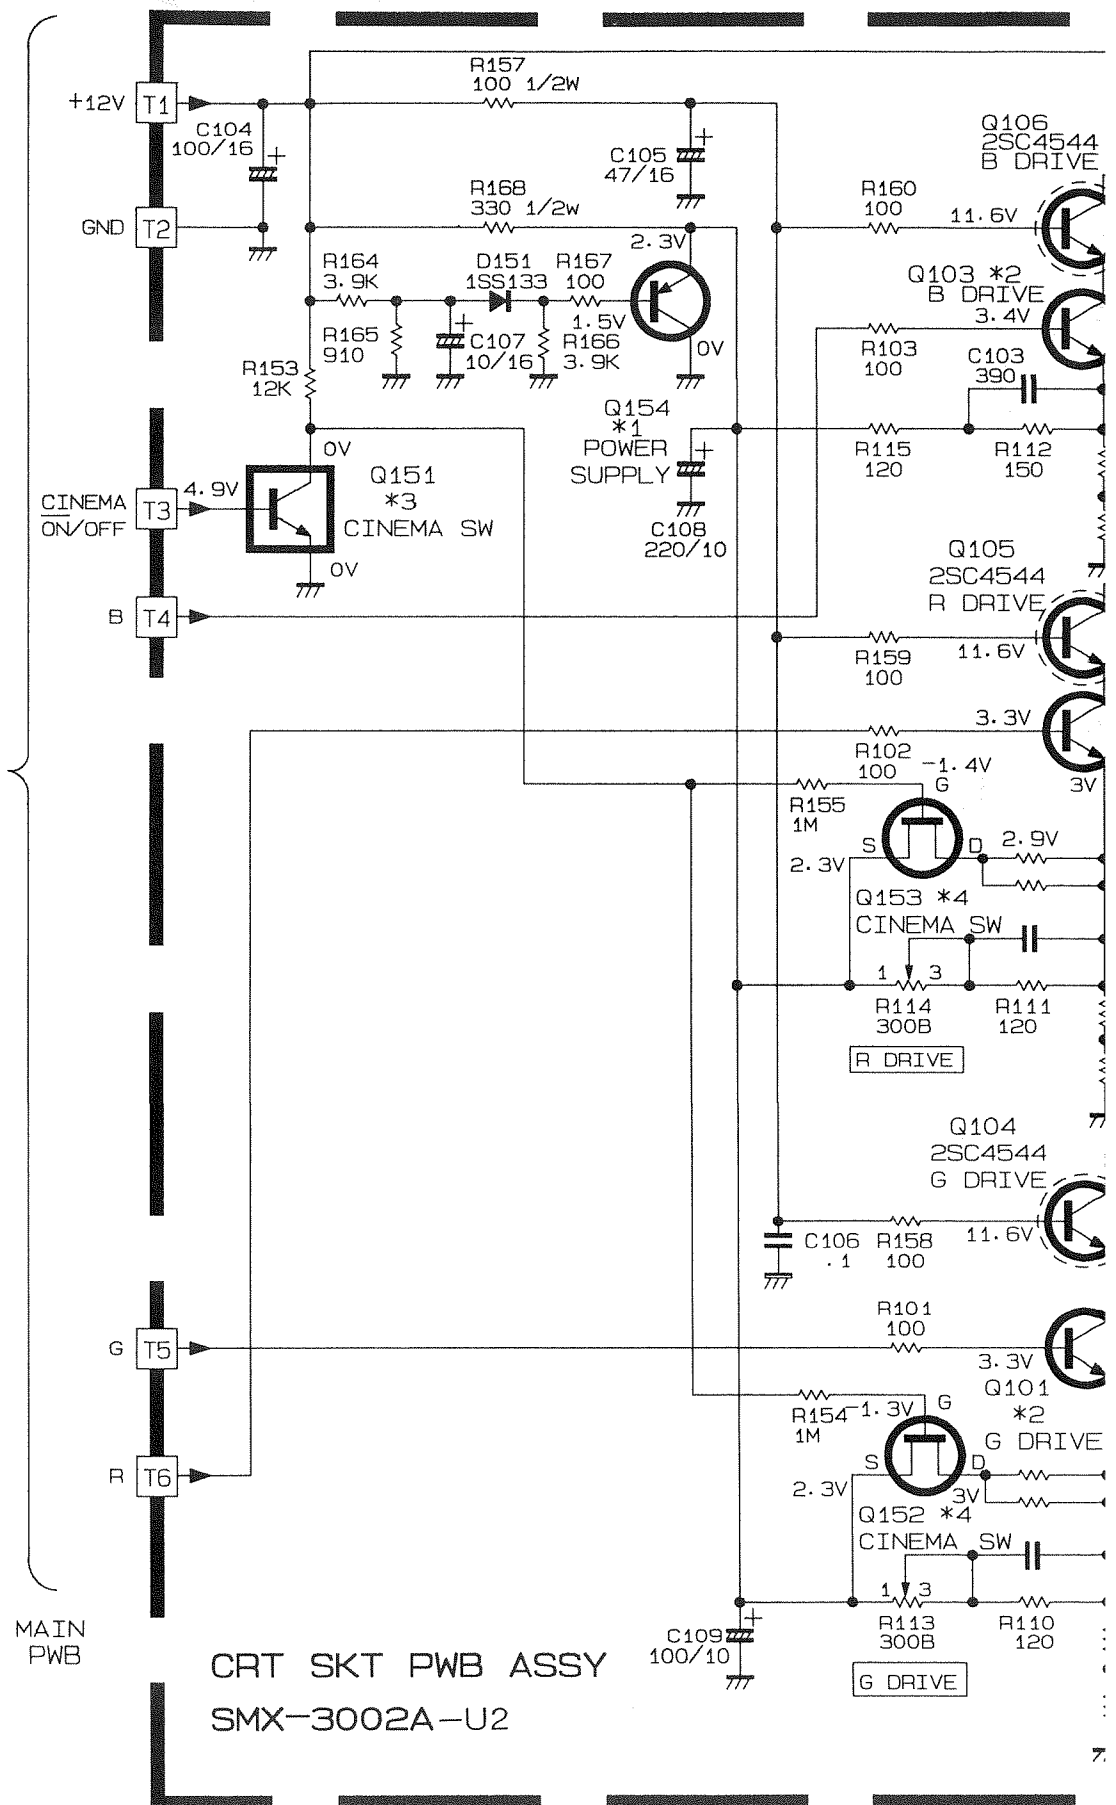 R157
100 1/2W
+12V
T1
C104
100/16
+
C105
47/16
+
Q106
2SC4544
B DRIVE
R160
100
11.6V
R168
330 1/2W
GND
T2
2.3V
R164
3.9K
D151
1SS133
R167
100
Q103 *2
B DRIVE
3.4V
R165
910
+
C107
10/16
1.5V
R166
3.9K
0V
R103
100
C103
390
R153
12K
Q154
*1
POWER
SUPPLY
+
C108
220/10
R115
120
R112
150
0V
Q151
*3
CINEMA SW
CINEMA
ON/OFF
T3
4.9V
0V
Q105
2SC4544
R DRIVE
11.6V
B
T4
R159
100
3.3V
R102
100
3V
-1.4V
G
R155
1M
S
D
2.9V
2.3V
Q153 *4
CINEMA SW
1
3
R114
300B
R111
120
R DRIVE
Q104
2SC4544
G DRIVE
11.6V
C106
.1
R158
100
R101
100
G
T5
3.3V
Q101
*2
G DRIVE
R154
1M
-1.3V
G
R
T6
S
D
2.3V
3V
Q152 *4
CINEMA SW
1
3
R113
300B
R110
120
G DRIVE
+
C109
100/10
MAIN
PWB
CRT SKT PWB ASSY
SMX-3002A-U2